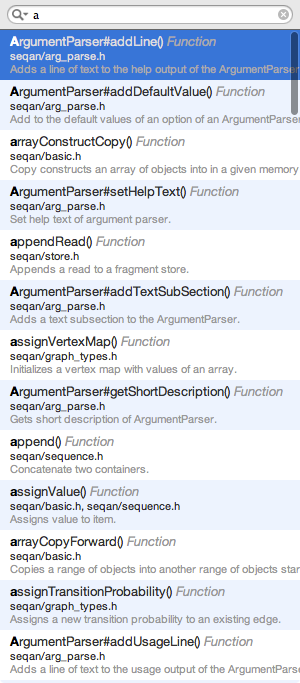 a
ArgumentParser#addLine() Function
seqan/arg_parse.h
Adds a line of text to the help output of the ArgumentParser
ArgumentParser#addDefaultValue() Function
seqan/arg_parse.h
Add to the default values of an option of an ArgumentParser
arrayConstructCopy() Function
seqan/basic.h
Copy constructs an array of objects into in a given memory
ArgumentParser#setHelpText() Function
seqan/arg_parse.h
Set help text of argument parser.
appendRead() Function
seqan/store.h
Appends a read to a fragment store.
ArgumentParser#addTextSubSection() Function
seqan/arg_parse.h
Adds a text subsection to the ArgumentParser.
assignVertexMap() Function
seqan/graph_types.h
Initializes a vertex map with values of an array.
ArgumentParser#getShortDescription() Function
seqan/arg_parse.h
Gets short description of ArgumentParser.
append() Function
seqan/sequence.h
Concatenate two containers.
assignValue() Function
seqan/basic.h, seqan/sequence.h
Assigns value to item.
arrayCopyForward() Function
seqan/basic.h
Copies a range of objects into another range of objects star
assignTransitionProbability() Function
seqan/graph_types.h
Assigns a new transition probability to an existing edge.
ArgumentParser#addUsageLine() Function
seqan/arg_parse.h
Adds a line of text to the usage output of the ArgumentParse